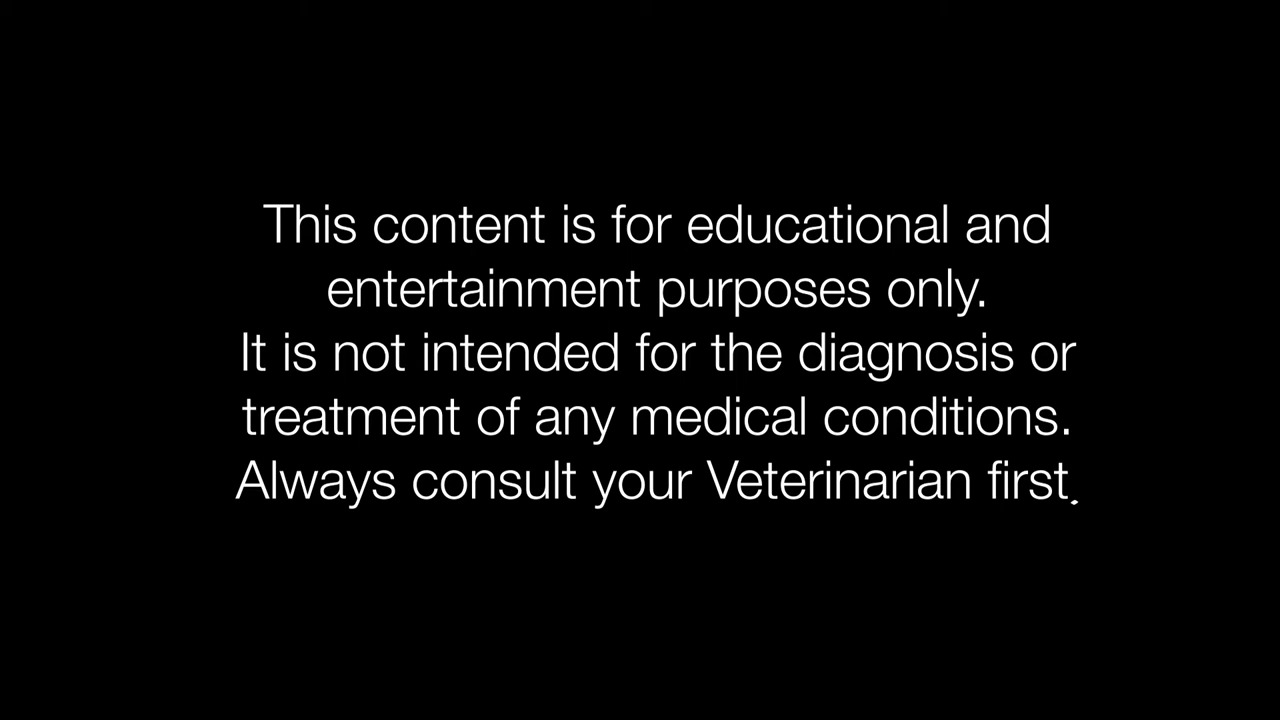 This content is for educational and
entertainment purposes only.
It is not intended for the diagnosis or
treatment of any medical conditions.
Always consult your Veterinarian first.